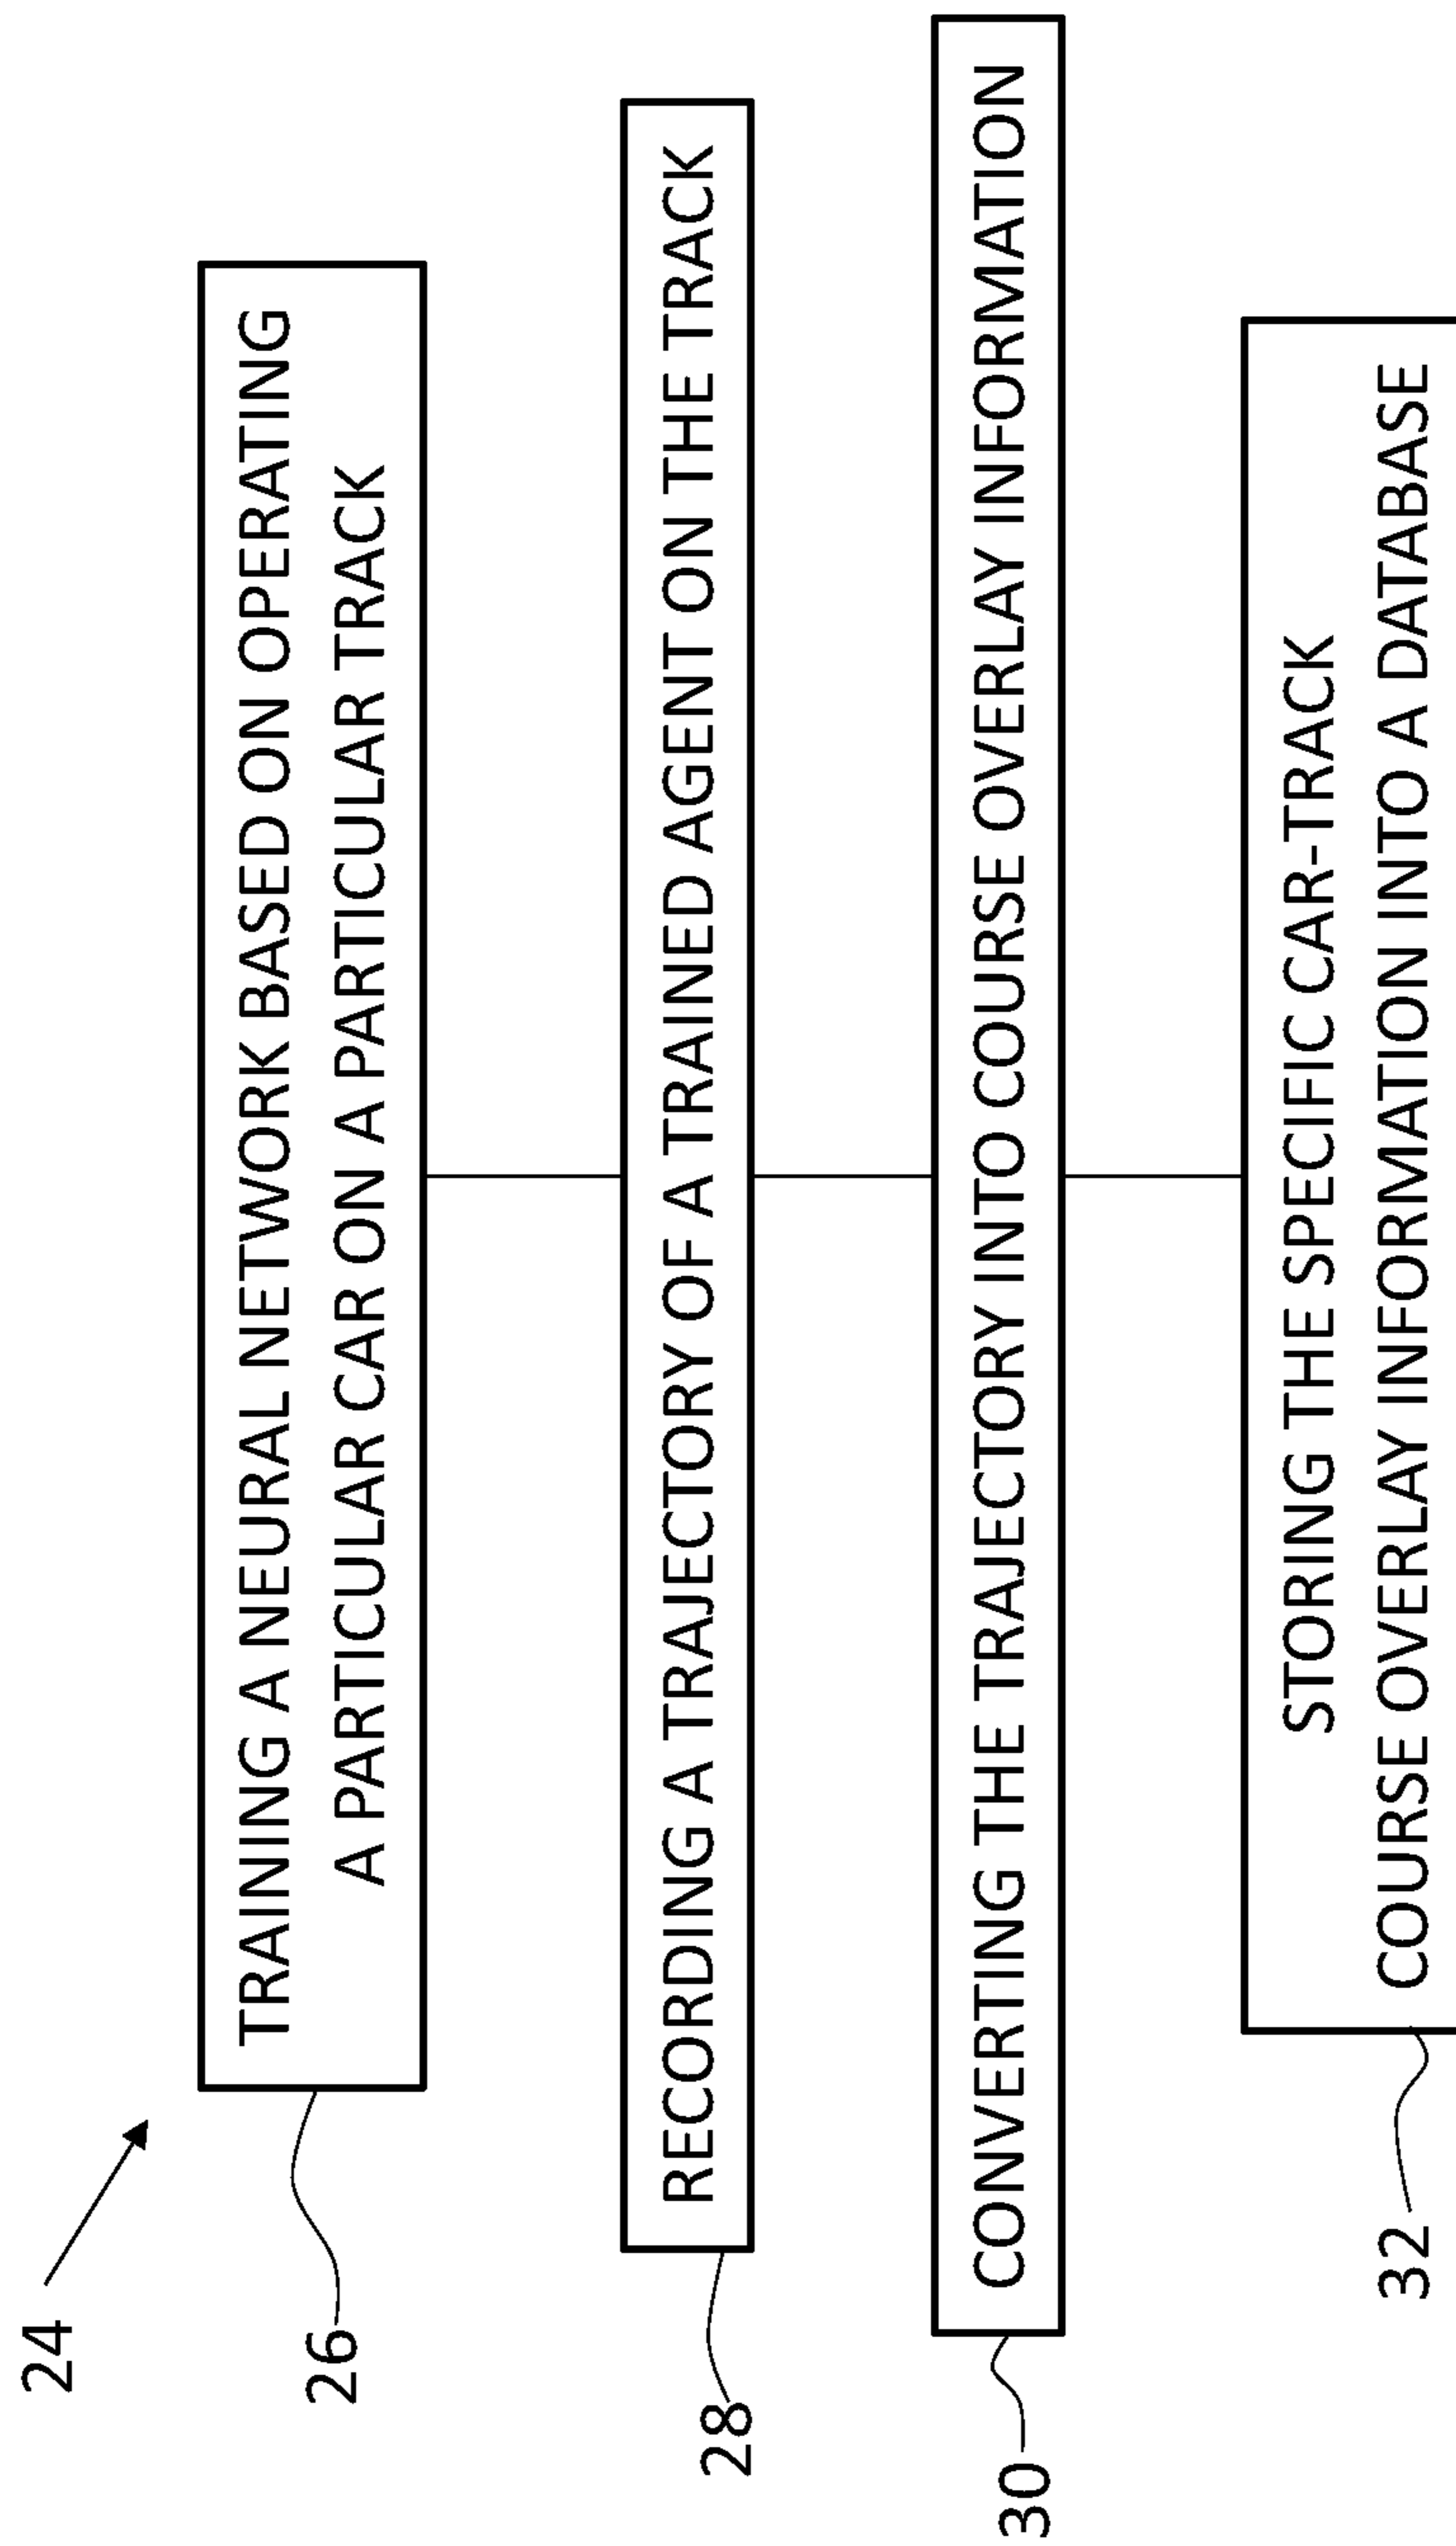 24
26
TRAINING A NEURAL NETWORK BASED ON OPERATING
A PARTICULAR CAR ON A PARTICULAR TRACK
28
RECORDING A TRAJECTORY OF A TRAINED AGENT ON THE TRACK
30
CONVERTING THE TRAJECTORY INTO COURSE OVERLAY INFORMATION
32
STORING THE SPECIFIC CAR-TRACK
COURSE OVERLAY INFORMATION INTO A DATABASE